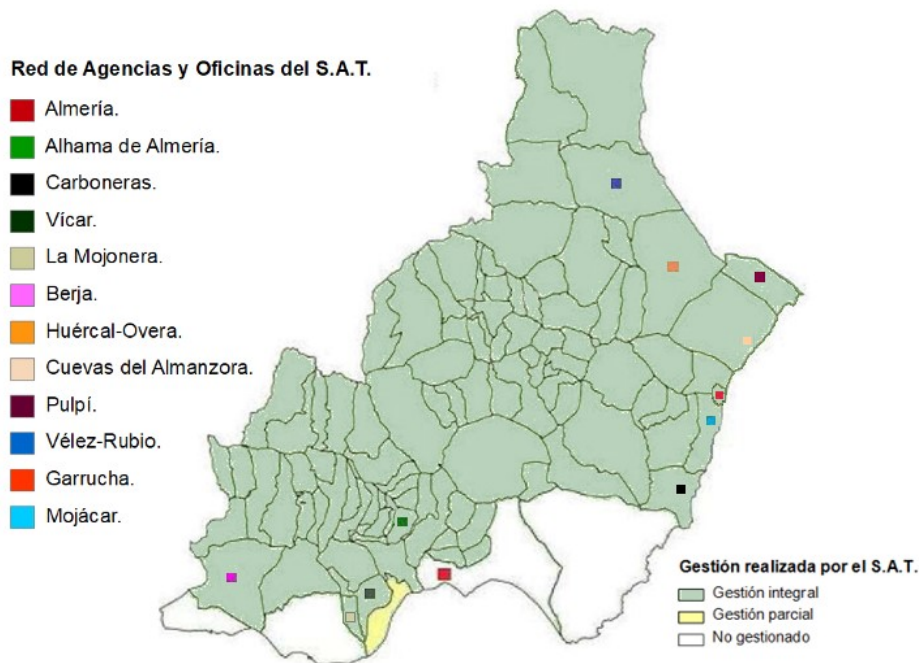 Red de Agencias y Oficinas del S.A.T.
Almería.
Alhama de Almería.
Carboneras.
Vícar.
La Mojonera.
Berja.
Huércal-Overa.
Cuevas del Almanzora.
Pulpí.
Vélez-Rubio.
Garrucha.
Mojácar.
Gestión realizada por el S.A.T.
Gestión integral
Gestión parcial
No gestionado